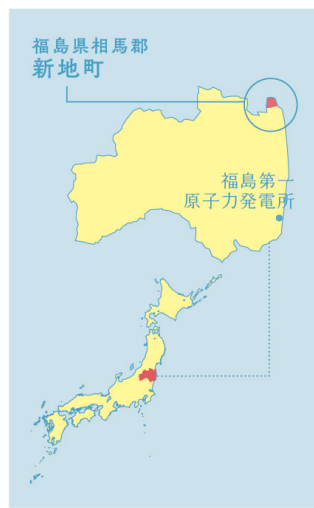 福島県相馬郡
新地町
福島第一
原子力発電所